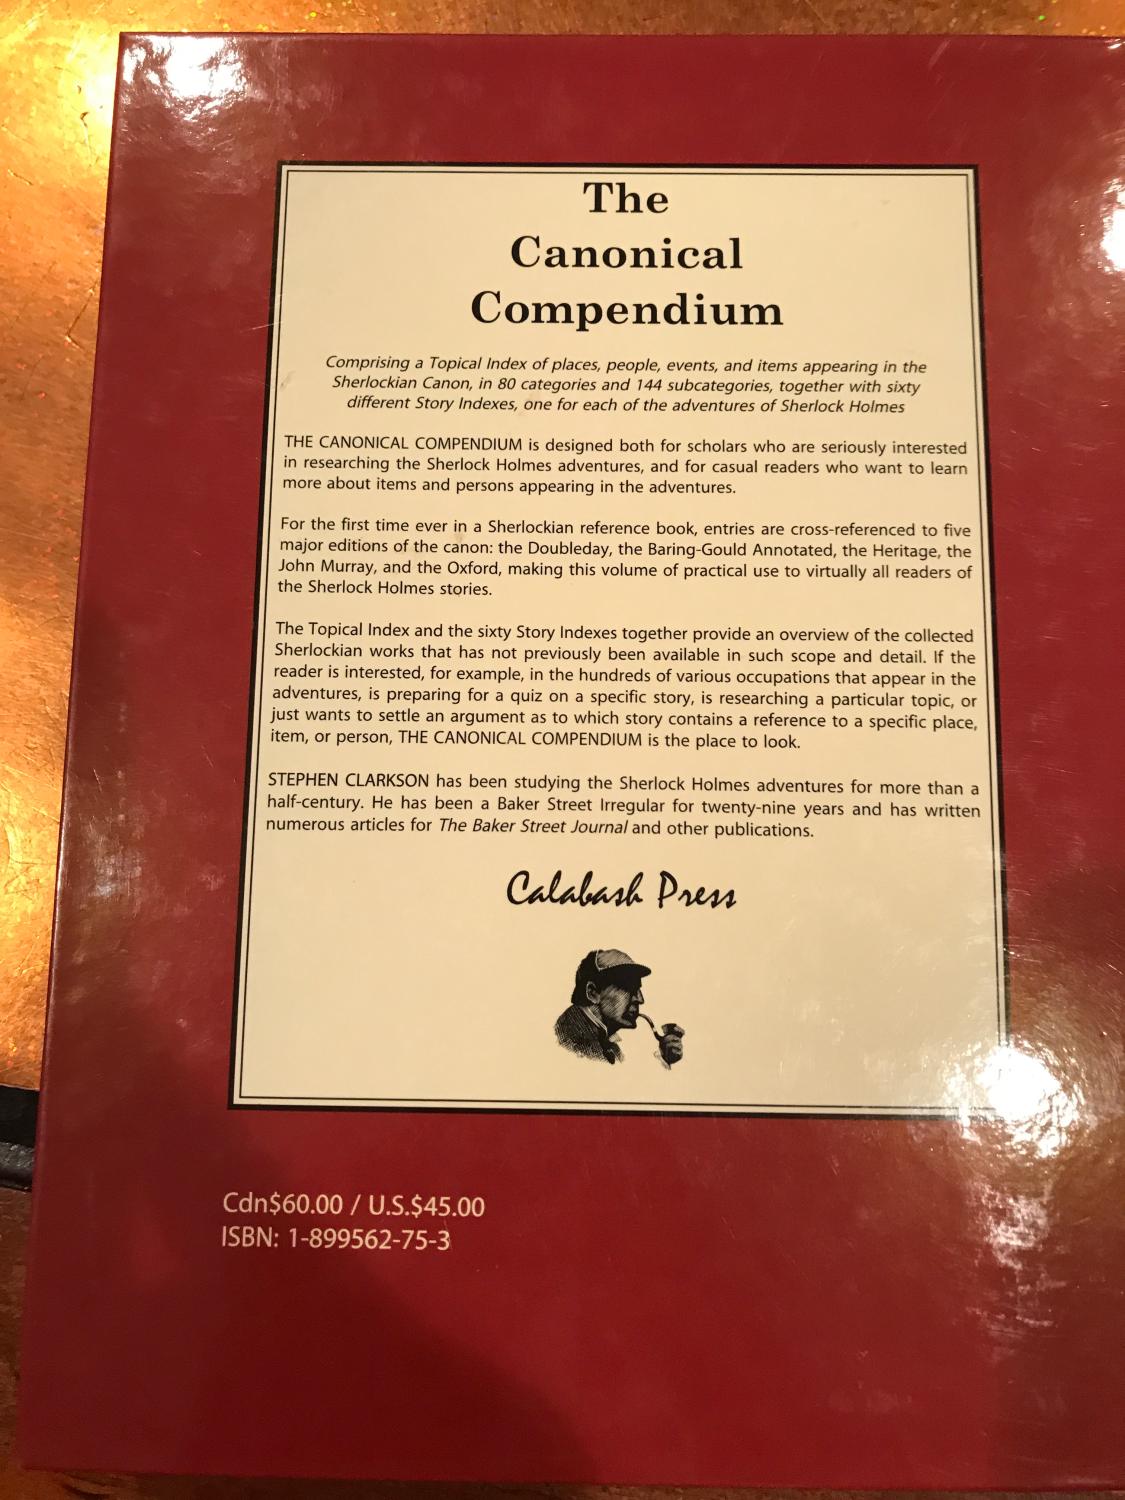 The
Canonical
Compendium
Comprising a Topical Index of places, people, events, and items appearing in the
Sherlockian Canon, in 80 categories and 144 subcategories, together with sixty
different Story Indexes, one for each of the adventures of Sherlock Holmes
THE CANONICAL COMPENDIUM is designed both for scholars who are seriously interested
in researching the Sherlock Holmes adventures, and for casual readers who want to learn
more about items and persons appearing in the adventures.
For the first time ever in a Sherlockian reference book, entries are cross-referenced to five
major editions of the canon: the Doubleday, the Baring-Gould Annotated, the Heritage, the
John Murray, and the Oxford, making this volume of practical use to virtually all readers of
the Sherlock Holmes stories.
The Topical Index and the sixty Story Indexes together provide an overview of the collected
Sherlockian works that has not previously been available in such scope and detail. If the
reader is interested, for example, in the hundreds of various occupations that appear in the
adventures, is preparing for a quiz on a specific story, is researching a particular topic, or
just wants to settle an argument as to which story contains a reference to a specific place,
item, or person, THE CANONICAL COMPENDIUM is the place to look.
STEPHEN CLARKSON has been studying the Sherlock Holmes adventures for more than a
half-century. He has been a Baker Street Irregular for twenty-nine years and has written
numerous articles for The Baker Street Journal and other publications.
Calabash Press
Cdn$60.00 / U.S.$45.00
ISBN: 1-899562-75-3